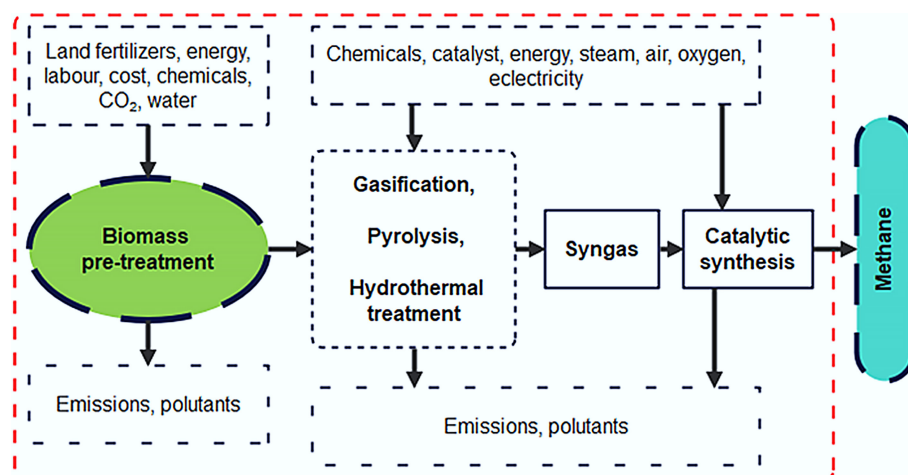 Land fertilizers, energy,
labour, cost, chemicals,
CO₂, water
Chemicals, catalyst, energy, steam, air, oxygen,
eclectricity
Biomass
pre-treatment
Gasification,
Pyrolysis,
Hydrothermal
treatment
Syngas
Catalytic
synthesis
Methane
Emissions, polutants
Emissions, polutants